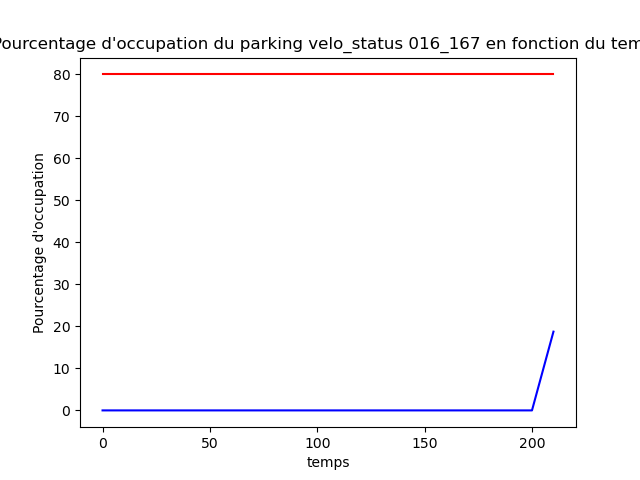 Pourcentage d'occupation du parking velo_status 016_167 en fonction du tem
80
70
60
50
40
30
20
10
0
Pourcentage d'occupation
0 50 100 150 200
temps